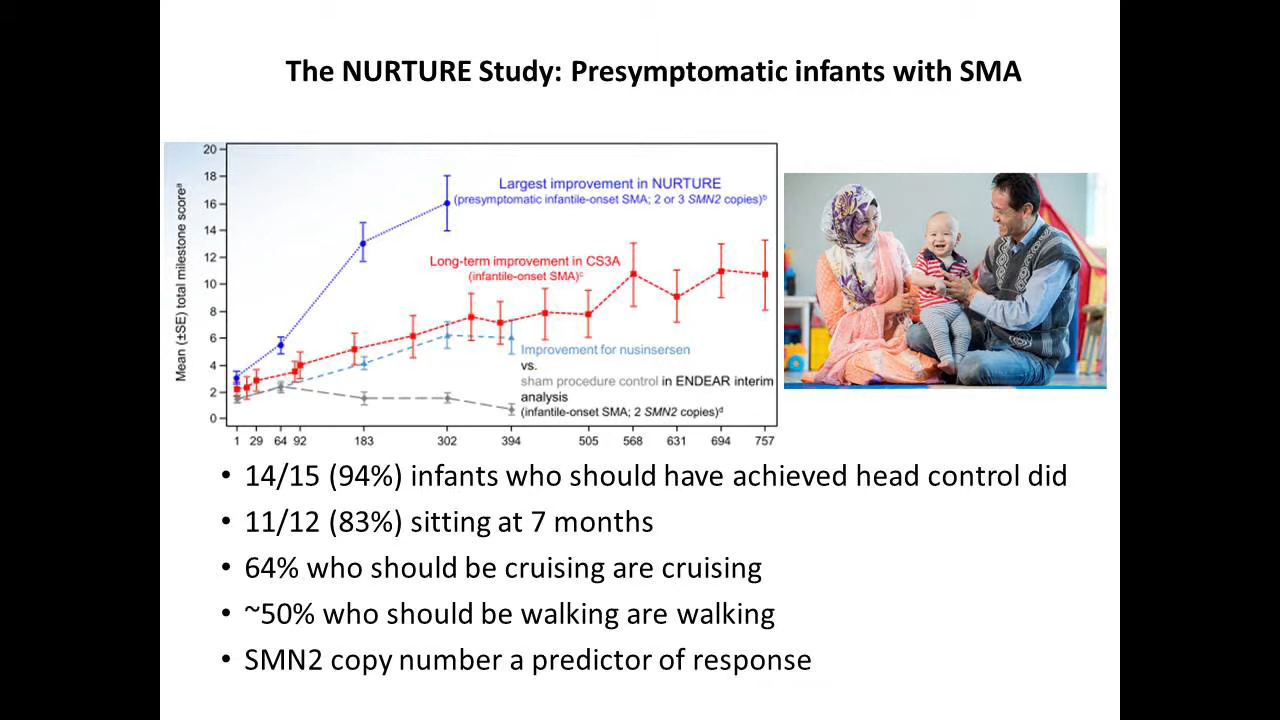 The NURTURE Study: Presymptomatic infants with SMA
Mean (±SE) total milestone scoreᵃ
20
18
16
14
12
10
8
6
4
2
0
Largest improvement in NURTURE
(presymptomatic infantile-onset SMA; 2 or 3 SMN2 copies)ᵇ
Long-term improvement in CS3A
(infantile-onset SMA)ᶜ
Improvement for nusinsersen
vs.
sham procedure control in ENDEAR interim
analysis
(infantile-onset SMA; 2 SMN2 copies)ᵈ
1 29 64 92 183 302 394 505 568 631 694 757
• 14/15 (94%) infants who should have achieved head control did
• 11/12 (83%) sitting at 7 months
• 64% who should be cruising are cruising
• ~50% who should be walking are walking
• SMN2 copy number a predictor of response